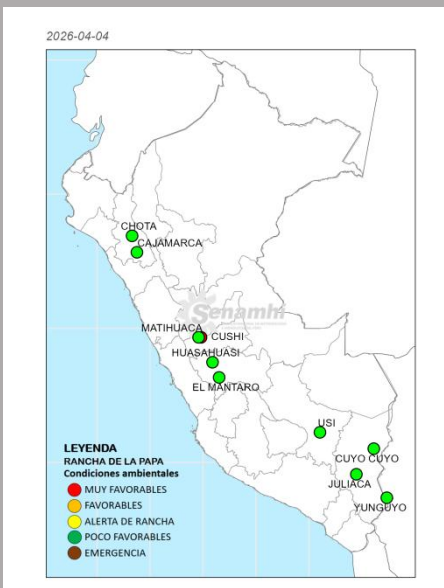 2026-04-04
CHOTA
CAJAMARCA
Senamhi
MATIHUACA
CUSHI
HUASAHUASI
EL MANTARO
USI
CUYO CUYO
JULIACA
YUNGUYO
LEYENDA
RANCHA DE LA PAPA
Condiciones ambientales
MUY FAVORABLES
FAVORABLES
ALERTA DE RANCHA
POCO FAVORABLES
EMERGENCIA